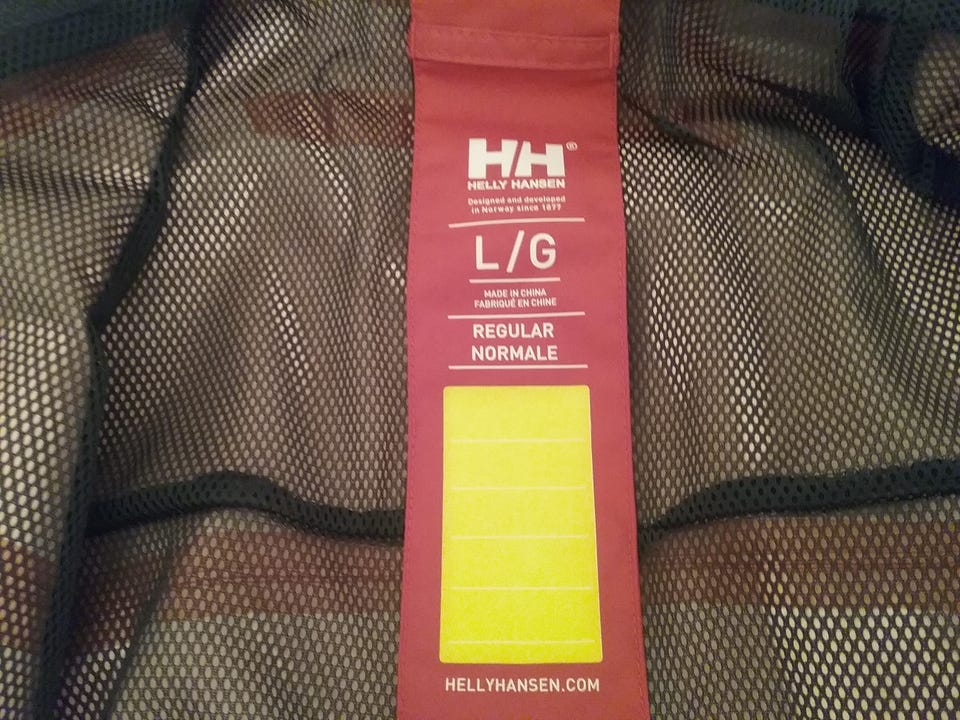 HH®
HELLY HANSEN
Designed and developed
in Norway since 1877
L/G
MADE IN CHINA
FABRIQUÉ EN CHINE
REGULAR
NORMALE
HELLYHANSEN.COM